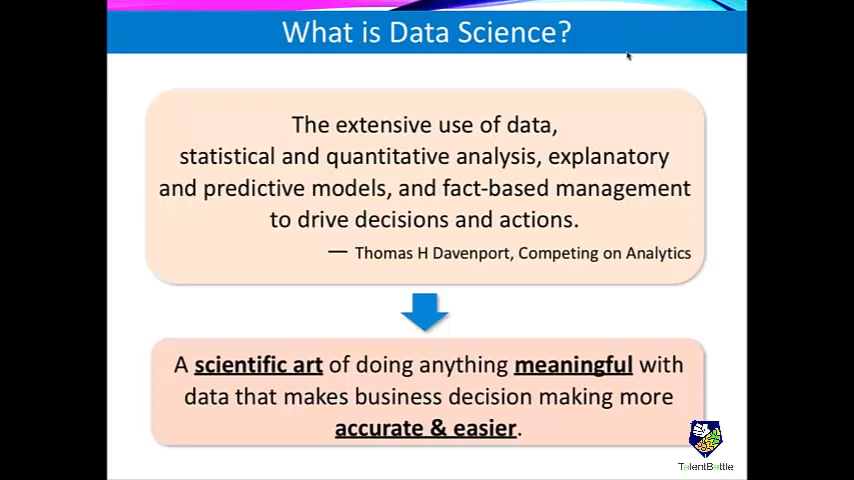 What is Data Science?
The extensive use of data,
statistical and quantitative analysis, explanatory
and predictive models, and fact-based management
to drive decisions and actions.
— Thomas H Davenport, Competing on Analytics
A scientific art of doing anything meaningful with
data that makes business decision making more
accurate & easier.
TalentBattle